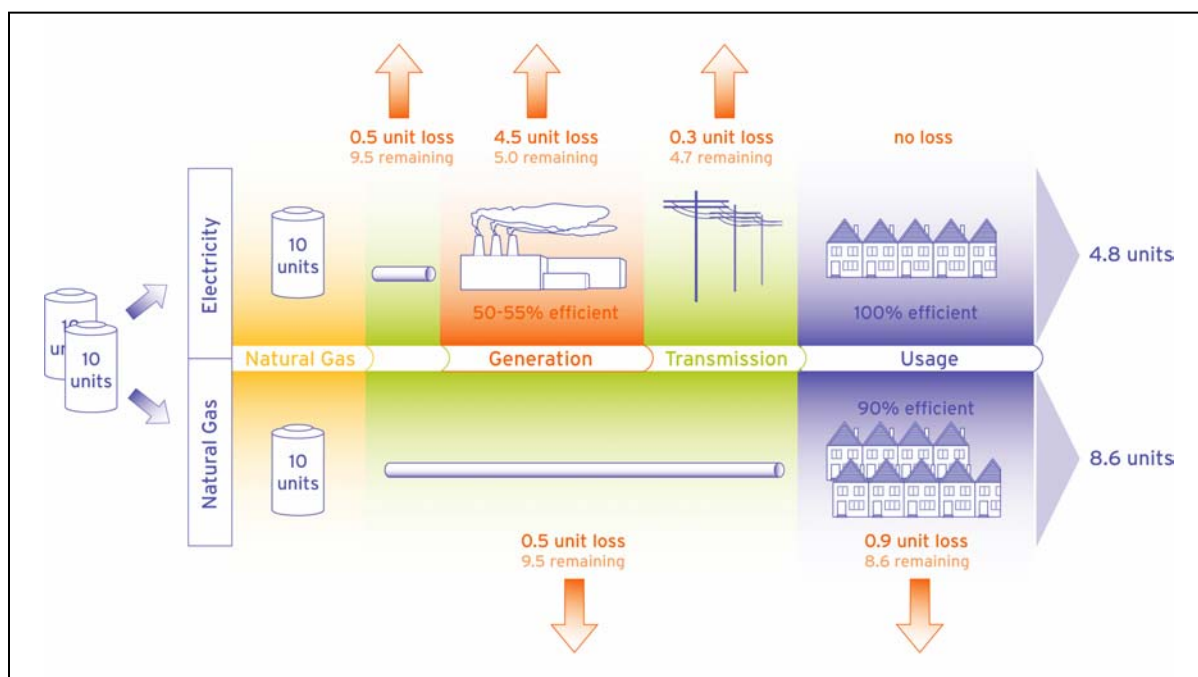 0.5 unit loss
9.5 remaining
4.5 unit loss
5.0 remaining
0.3 unit loss
4.7 remaining
no loss
Electricity
10
units
50-55% efficient
100% efficient
4.8 units
10
units
10
units
Natural Gas
Generation
Transmission
Usage
Natural Gas
10
units
90% efficient
8.6 units
0.5 unit loss
9.5 remaining
0.9 unit loss
8.6 remaining